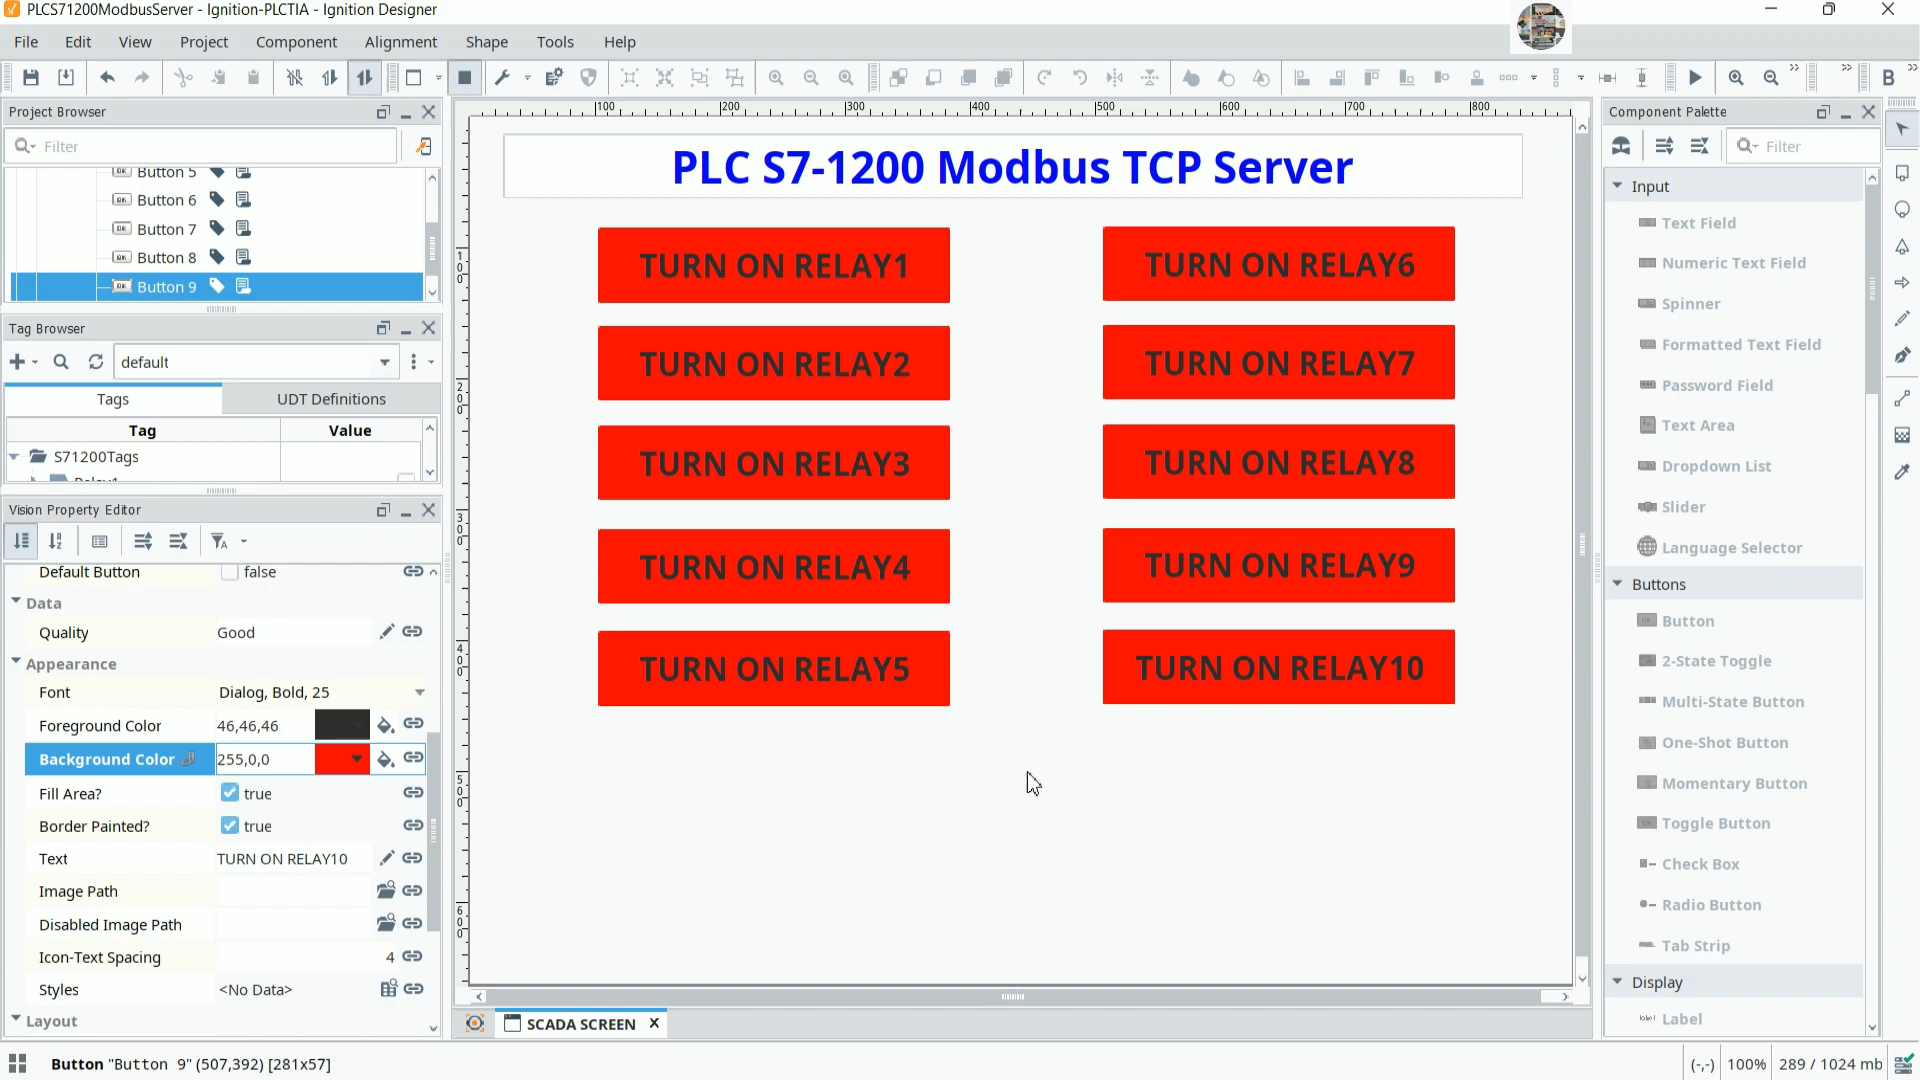 PLCS71200ModbusServer - Ignition-PLCTIA - Ignition Designer
File Edit View Project Component Alignment Shape Tools Help
B
Project Browser
Filter
Button 5
Button 6
Button 7
Button 8
Button 9
Tag Browser
default
Tags UDT Definitions
Tag Value
S71200Tags
Relay1
Vision Property Editor
Default Button false
Data
Quality Good
Appearance
Font Dialog, Bold, 25
Foreground Color 46,46,46
Background Color 255,0,0
Fill Area? true
Border Painted? true
Text TURN ON RELAY10
Image Path
Disabled Image Path
Icon-Text Spacing 4
Styles <No Data>
Layout
100 200 300 400 500 600 700 800
100
200
300
400
500
600
PLC S7-1200 Modbus TCP Server
TURN ON RELAY1 TURN ON RELAY6
TURN ON RELAY2 TURN ON RELAY7
TURN ON RELAY3 TURN ON RELAY8
TURN ON RELAY4 TURN ON RELAY9
TURN ON RELAY5 TURN ON RELAY10
SCADA SCREEN
Component Palette
Filter
Input
Text Field
Numeric Text Field
Spinner
Formatted Text Field
Password Field
Text Area
Dropdown List
Slider
Language Selector
Buttons
Button
2-State Toggle
Multi-State Button
One-Shot Button
Momentary Button
Toggle Button
Check Box
Radio Button
Tab Strip
Display
Label
Button "Button 9" (507,392) [281x57]
(-,-) 100% 289 / 1024 mb